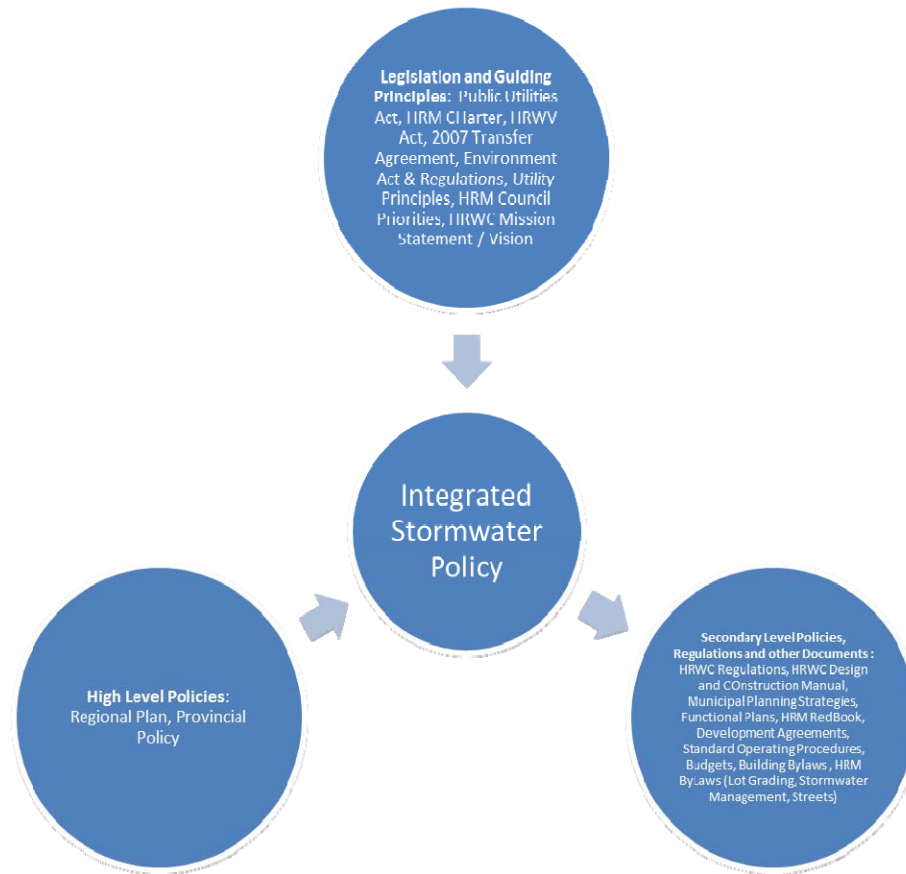 Legislation and Guiding
Principles: Public Utilities
Act, HRM CHarter, HRWV
Act, 2007 Transfer
Agreement, Environment
Act & Regulations, Utility
Principles, HRM Council
Priorities, HRWC Mission
Statement / Vision
Integrated
Stormwater
Policy
High Level Policies:
Regional Plan, Provincial
Policy
Secondary Level Policies,
Regulations and other Documents :
HRWC Regulations, HRWC Design
and COnstruction Manual,
Municipal Planning Strategies,
Functional Plans, HRM RedBook,
Development Agreements,
Standard Operating Procedures,
Budgets, Building Bylaws , HRM
ByLaws (Lot Grading, Stormwater
Management, Streets)